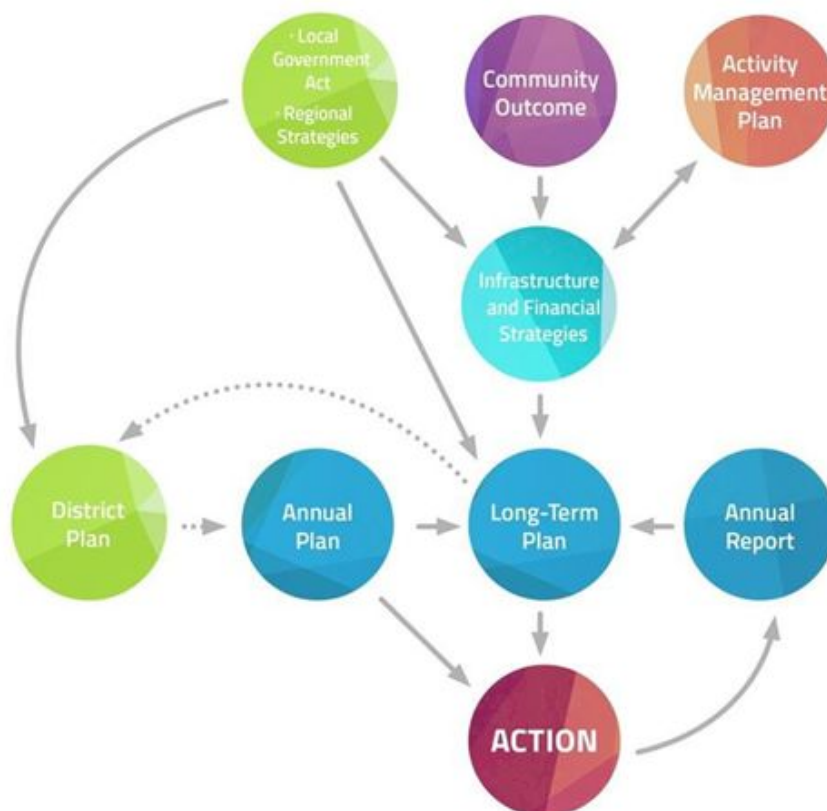 · Local
Government
Act
· Regional
Strategies
Community
Outcome
Activity
Management
Plan
Infrastructure
and Financial
Strategies
District
Plan
Annual
Plan
Long-Term
Plan
Annual
Report
ACTION